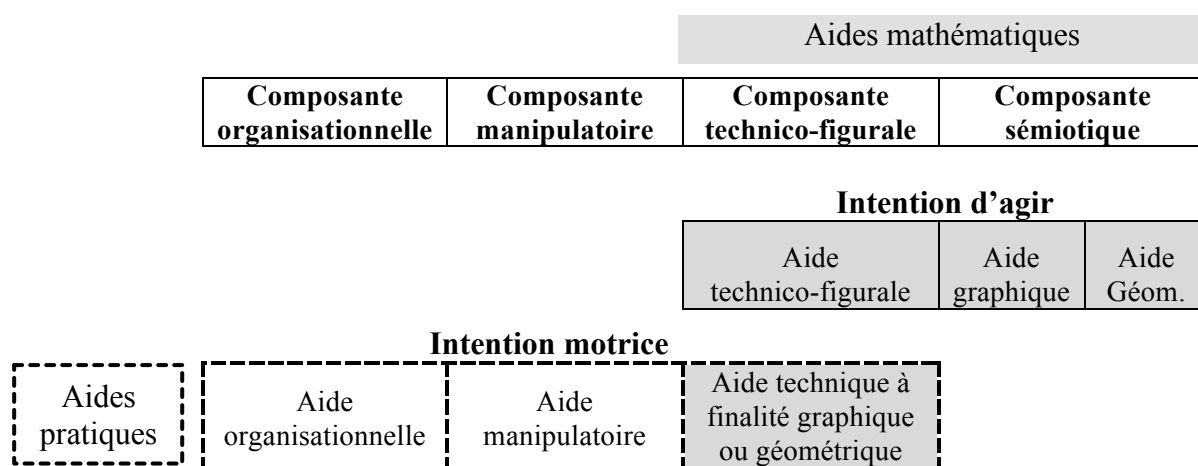 Aides mathématiques
Composante organisationnelle
Composante manipulatoire
Composante technico-figurale
Composante sémiotique
Intention d’agir
Aide technico-figurale
Aide graphique
Aide Géom.
Intention motrice
Aides pratiques
Aide organisationnelle
Aide manipulatoire
Aide technique à finalité graphique ou géométrique